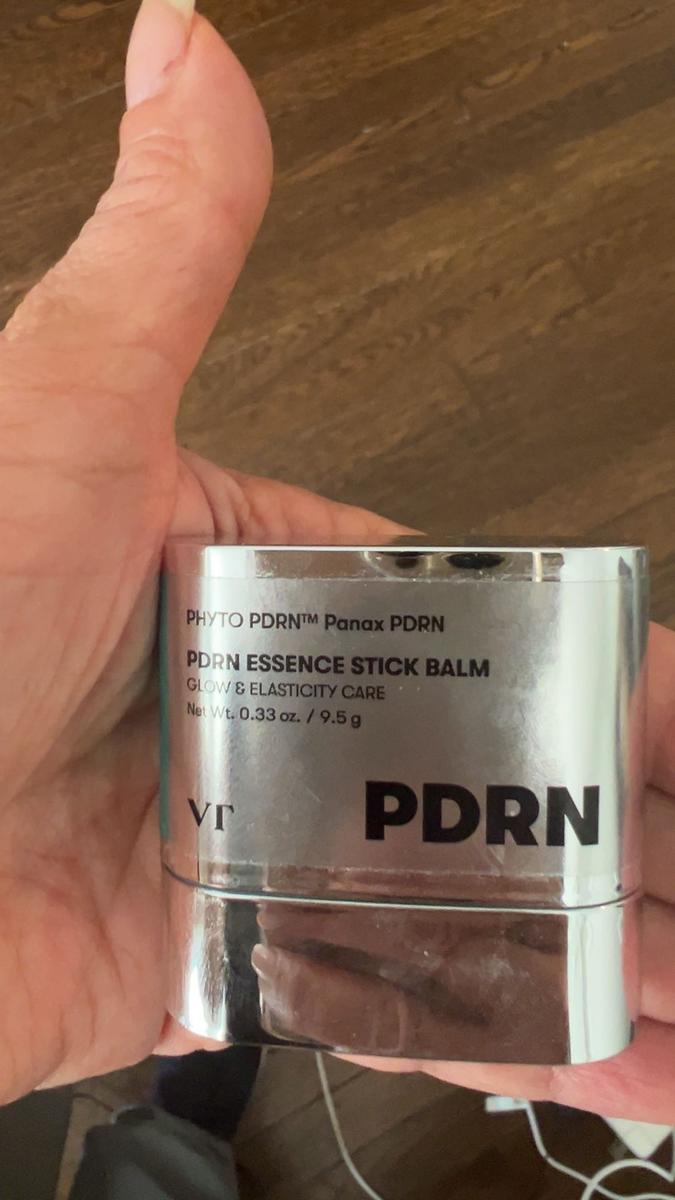 PHYTO PDRN™ Panax PDRN
PDRN ESSENCE STICK BALM
GLOW & ELASTICITY CARE
Net Wt. 0.33 oz. / 9.5 g
VT
PDRN